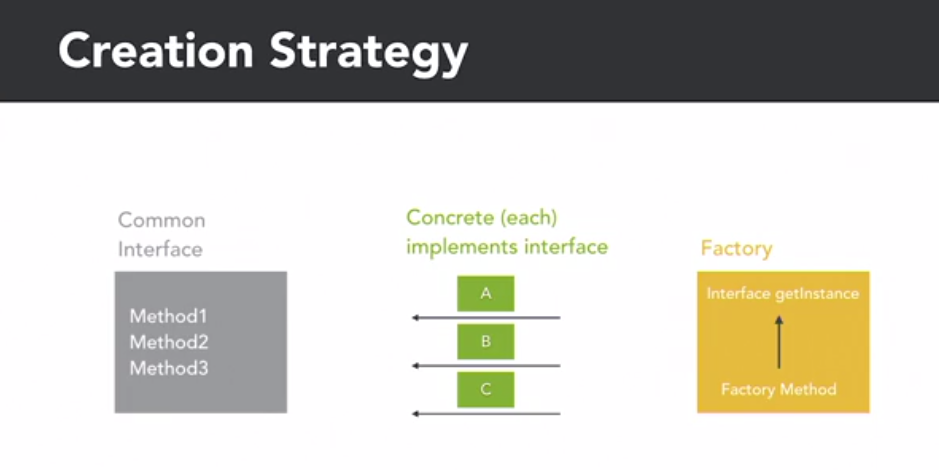 Creation Strategy
Common
Interface
Method1
Method2
Method3
Concrete (each)
implements interface
A
B
C
Factory
Interface getInstance
Factory Method